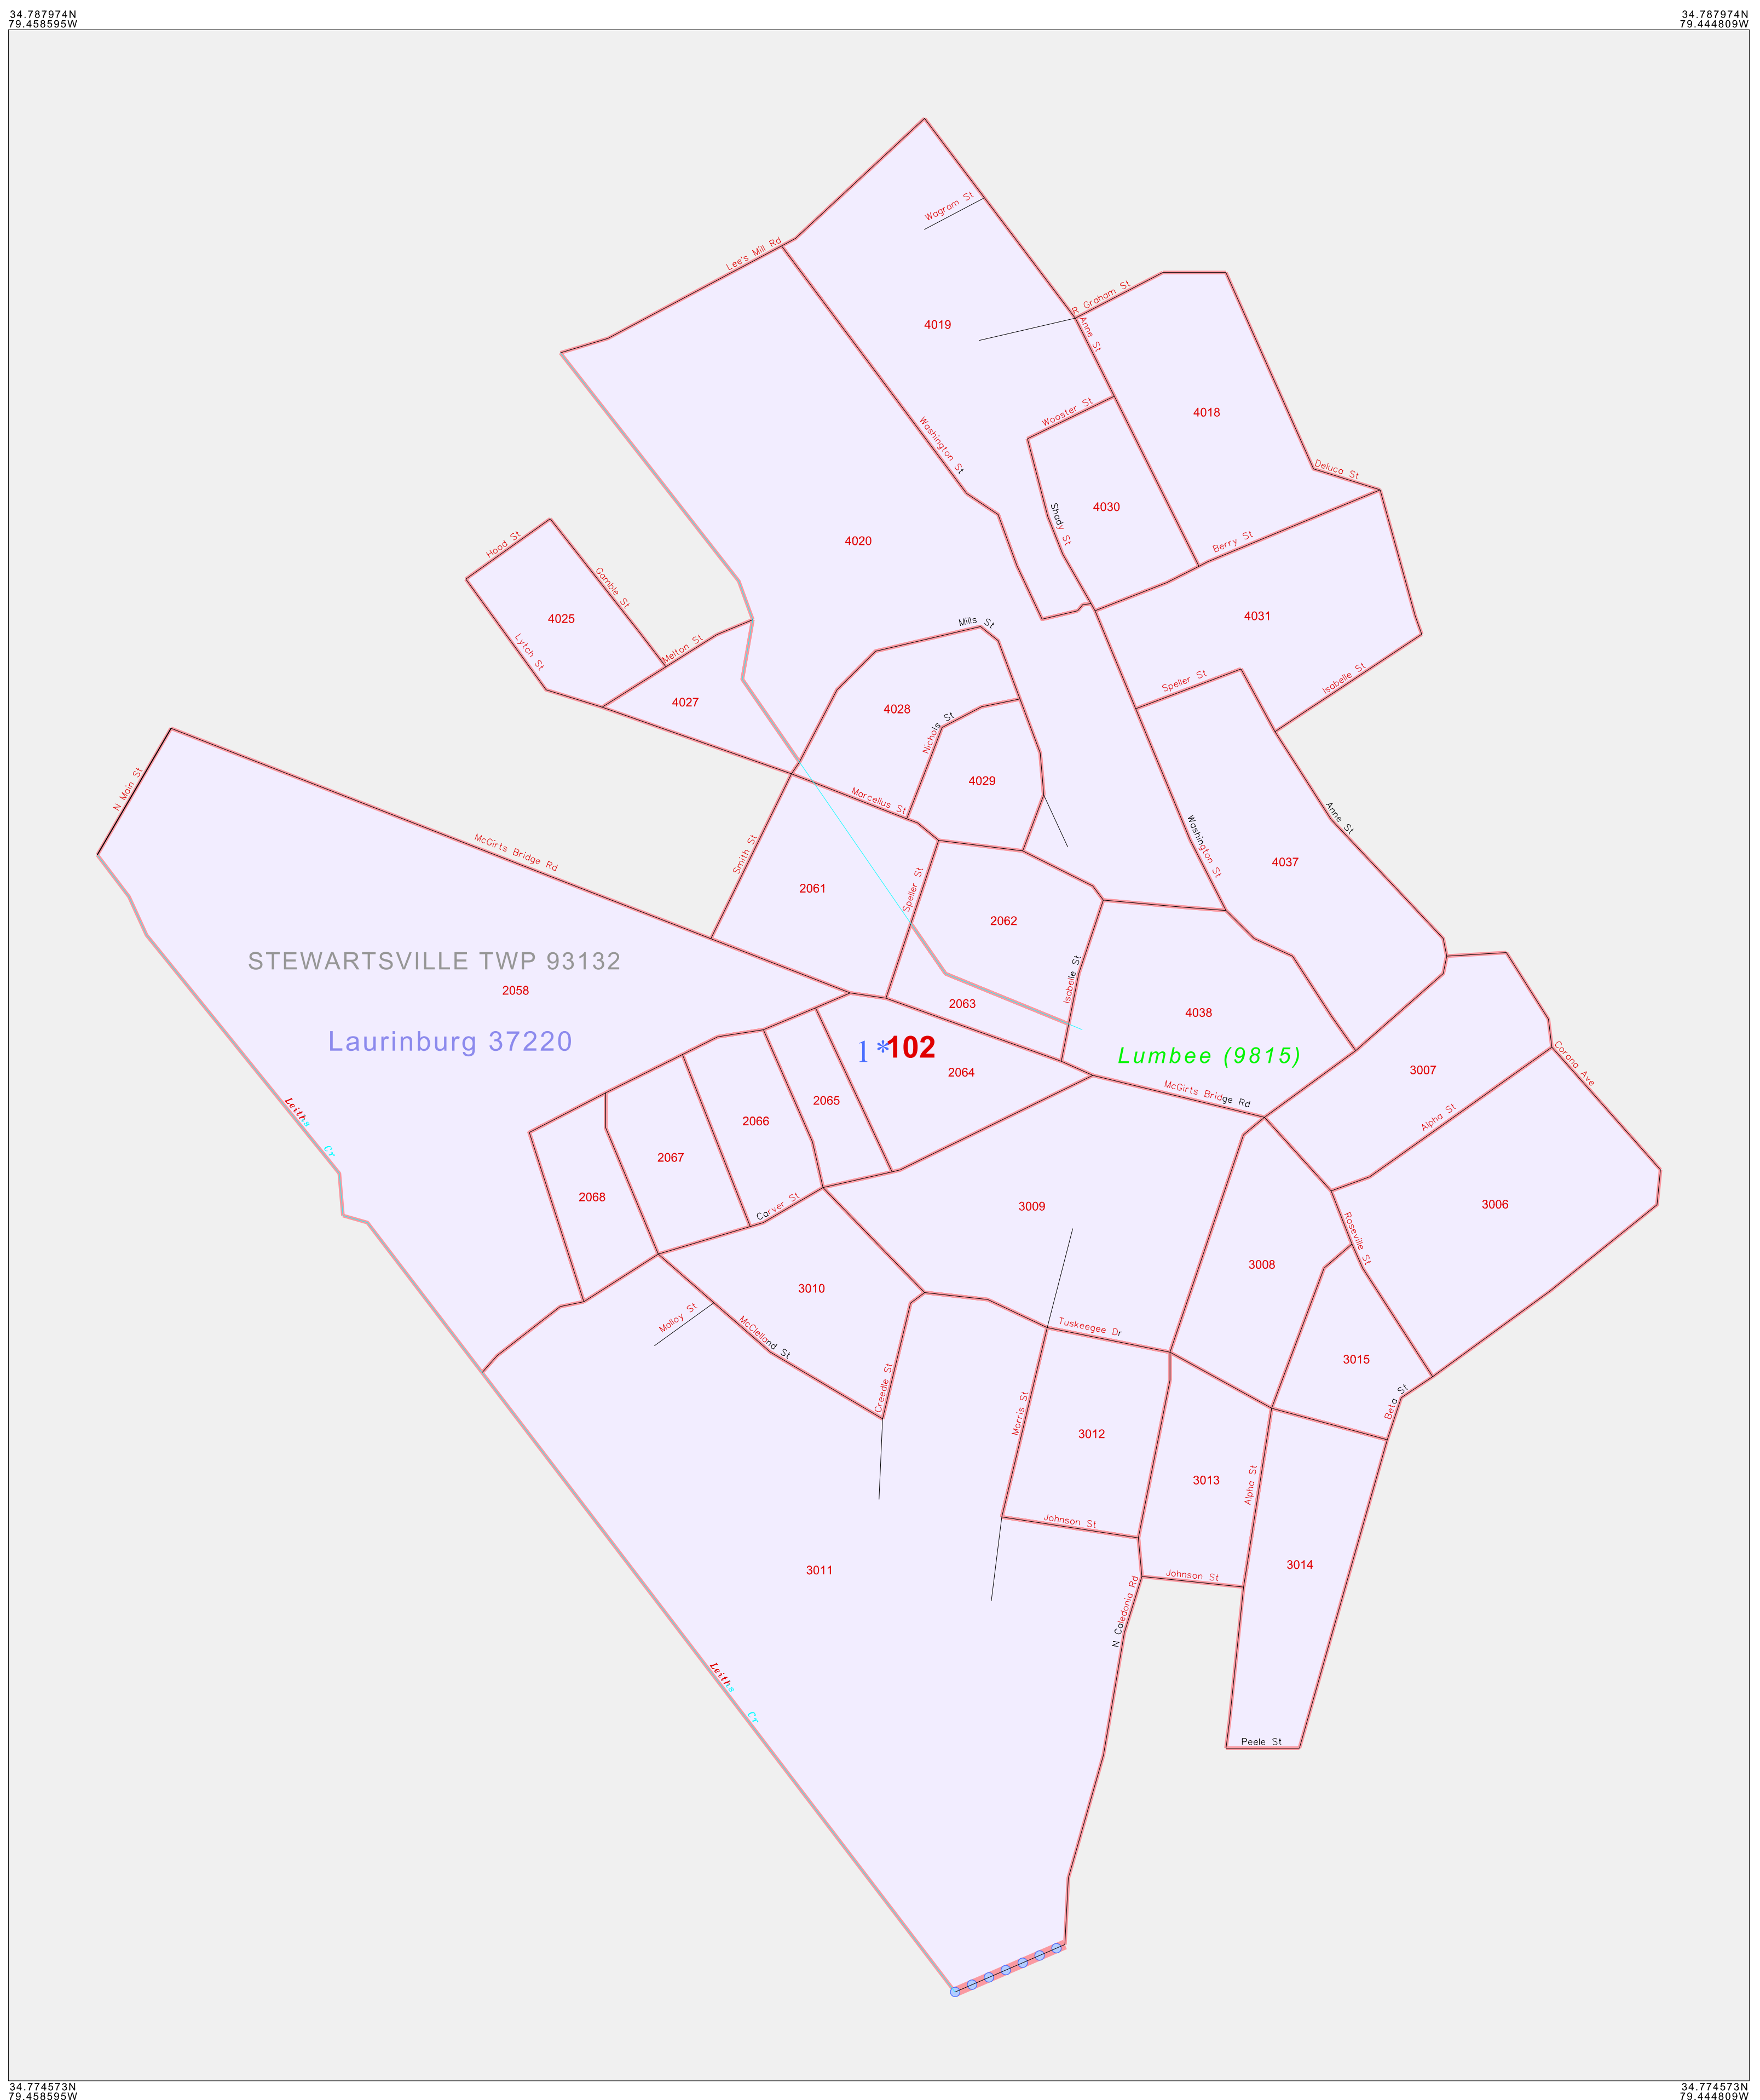 34.787974N
79.458595W
34.787974N
79.444809W
Wagram St
Lee's Mill Rd
Graham St
R Anne St
4019
4018
Wooster St
Washington St
Deluca St
4030
Shady St
Berry St
4020
Hood St
Gamble St
4025
4031
Mills St
Lytch St
Melton St
Speller St
Isabelle St
4027
4028
Nichols St
4029
N Main St
Marcellus St
Anne St
Washington St
McGirts Bridge Rd
Smith St
4037
2061
Speller St
2062
STEWARTSVILLE TWP 93132
2058
Isabelle St
2063
4038
Laurinburg 37220
1 *
102
Lumbee (9815)
2064
3007
Corona Ave
McGirts Bridge Rd
2065
Alpha St
Leiths Cr
2066
2067
2068
Carver St
3009
3006
Roseville St
3008
3010
Malloy St
McClelland St
Tuskeegee Dr
3015
Creedle St
Morris St
Beta St
3012
3013
Alpha St
Johnson St
3011
3014
Johnson St
N Caledonia Rd
Leiths Cr
Peele St
34.774573N
79.458595W
34.774573N
79.444809W